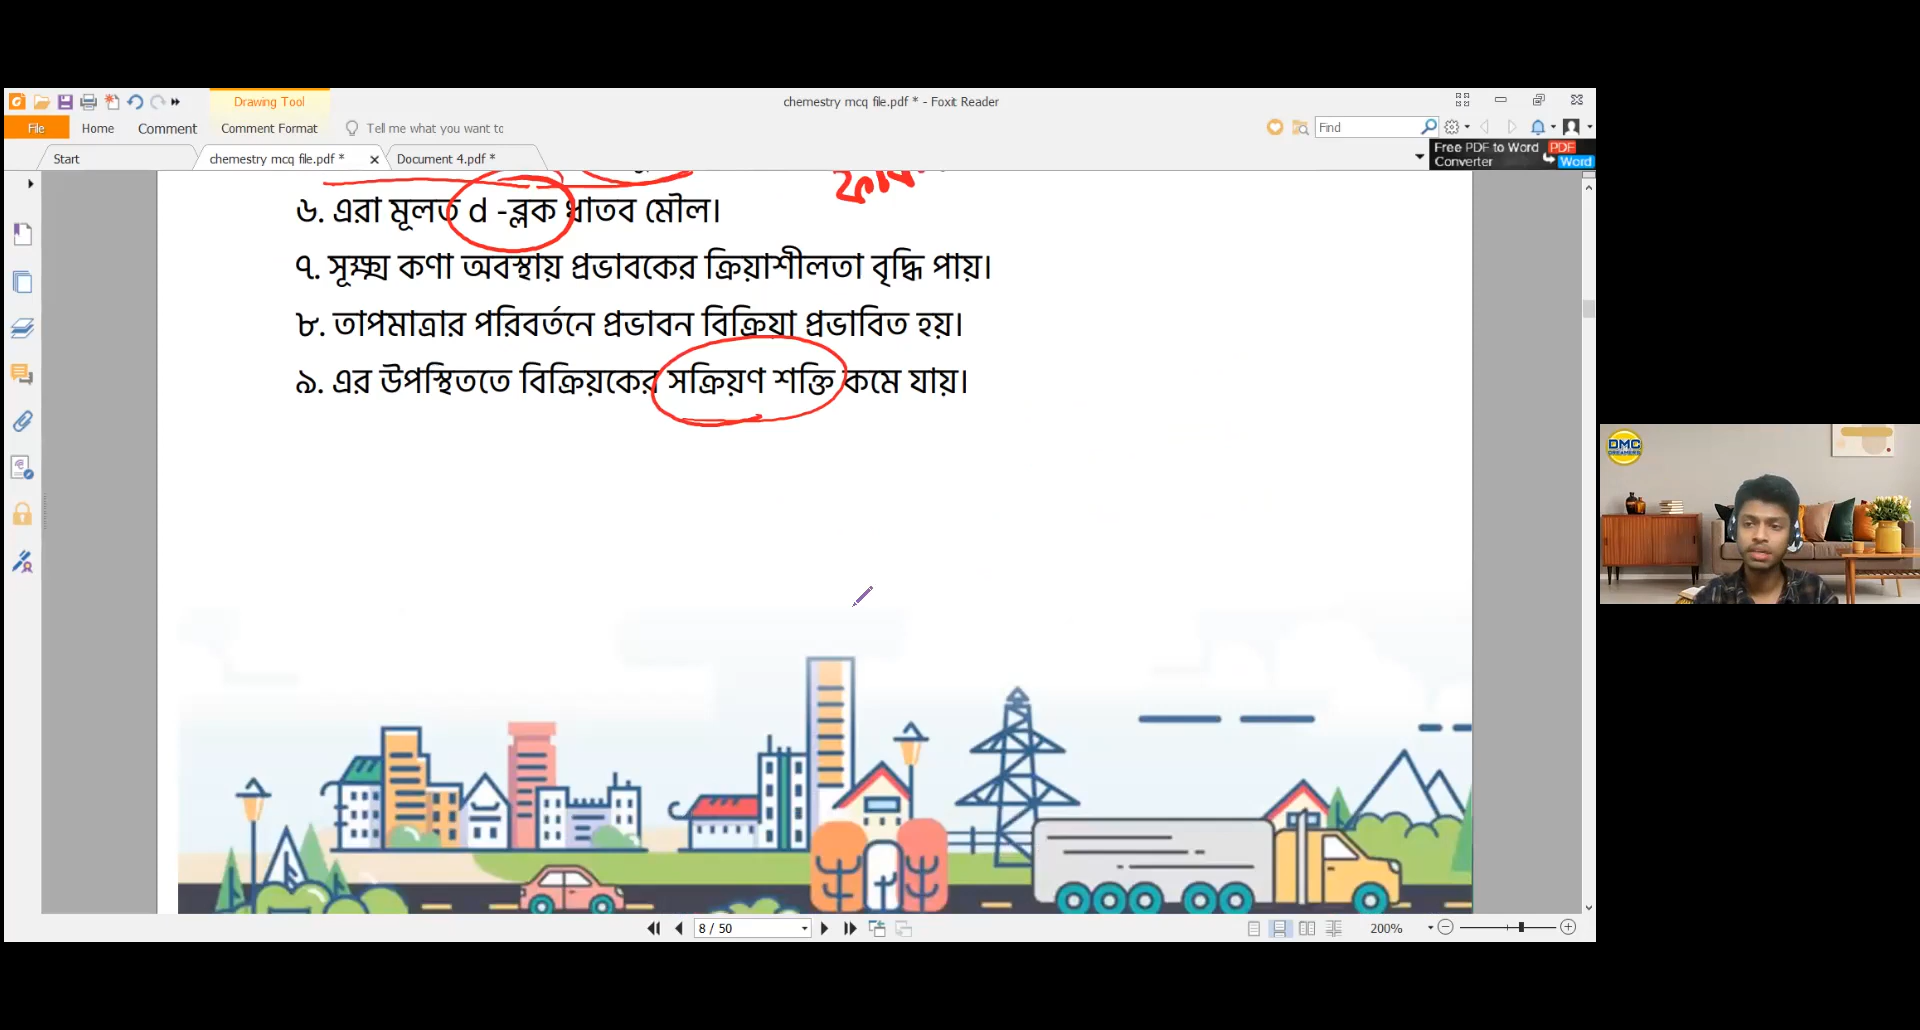 Drawing Tool
chemestry mcq file.pdf * - Foxit Reader
File Home Comment Comment Format Tell me what you want to
Find
Start chemestry mcq file.pdf * Document 4.pdf *
Free PDF to Word Converter PDF Word
৬. এরা মূলত d -ব্লক ধাতব মৌল।
৭. সূক্ষ্ম কণা অবস্থায় প্রভাবকের ক্রিয়াশীলতা বৃদ্ধি পায়।
৮. তাপমাত্রার পরিবর্তনে প্রভাবন বিক্রিয়া প্রভাবিত হয়।
৯. এর উপস্থিততে বিক্রিয়কের সক্রিয়ণ শক্তি কমে যায়।
DMC
DREAMERS
8 / 50
200%